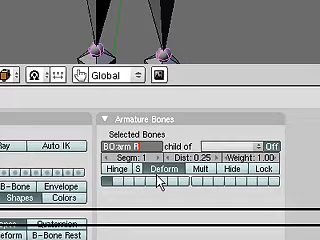 Global
Armature Bones
Selected Bones
BO:arm R child of Off
Segm: 1 Dist: 0.25 Weight: 1.00
Hinge S Deform Mult Hide Lock
Auto IK
B-Bone Envelope
Shapes Colors
Quaternion
B-Bone Rest